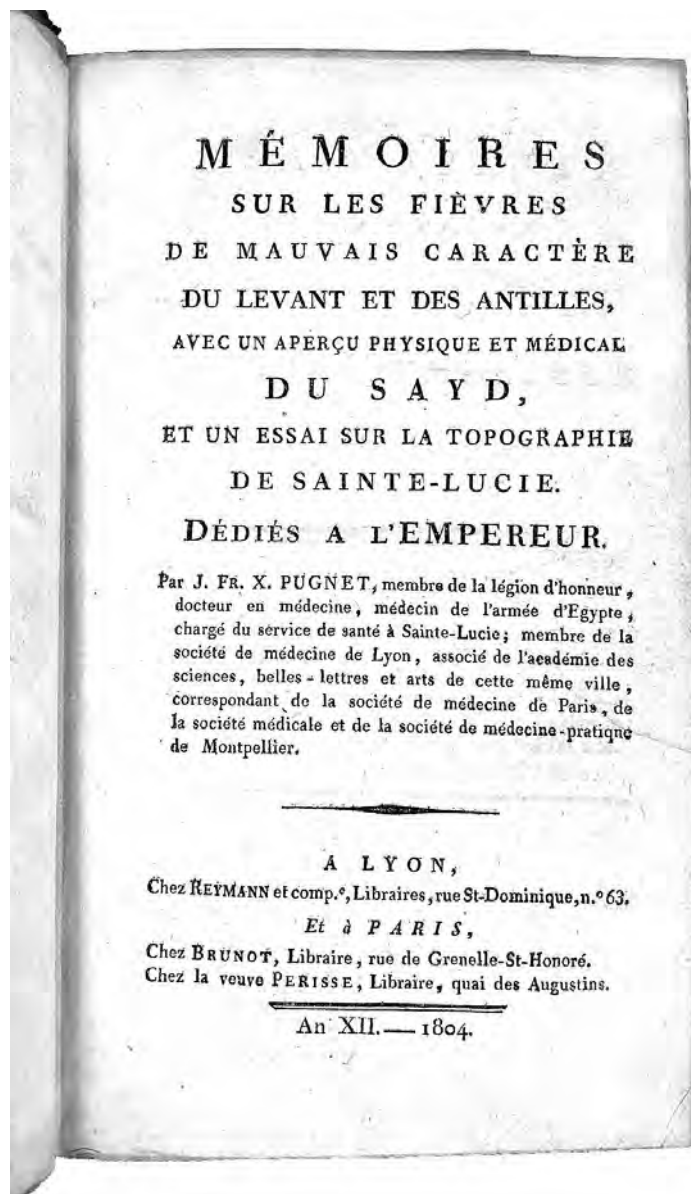 MÉMOIRES
SUR LES FIÈVRES
DE MAUVAIS CARACTÈRE
DU LEVANT ET DES ANTILLES,
AVEC UN APERÇU PHYSIQUE ET MÉDICAL
DU SAYD,
ET UN ESSAI SUR LA TOPOGRAPHIE
DE SAINTE-LUCIE.
DÉDIÉS A L'EMPEREUR.
Par J. FR. X. PUGNET, membre de la légion d'honneur,
docteur en médecine, médecin de l'armée d'Egypte,
chargé du service de santé à Sainte-Lucie; membre de la
société de médecine de Lyon, associé de l'académie des
sciences, belles-lettres et arts de cette même ville,
correspondant de la société de médecine de Paris, de
la société médicale et de la société de médecine-pratique
de Montpellier.
A LYON,
Chez REYMANN et comp.e, Libraires, rue St-Dominique, n.o 63.
Et à PARIS,
Chez BRUNOT, Libraire, rue de Grenelle-St-Honoré.
Chez la veuve PERISSE, Libraire, quai des Augustins.
An XII. — 1804.